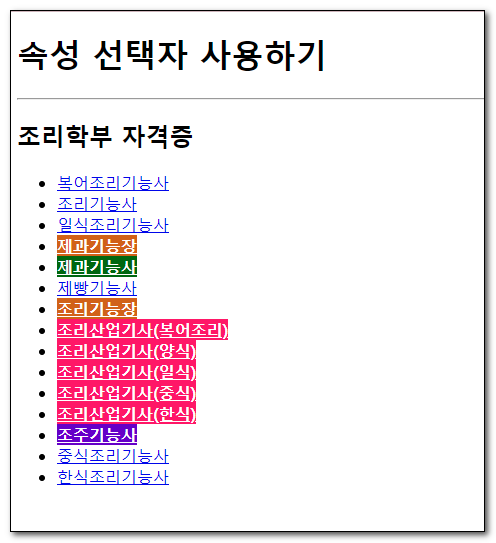 속성 선택자 사용하기
조리학부 자격증
복어조리기능사
조리기능사
일식조리기능사
제과기능장
제과기능사
제빵기능사
조리기능장
조리산업기사(복어조리)
조리산업기사(양식)
조리산업기사(일식)
조리산업기사(중식)
조리산업기사(한식)
조주기능사
중식조리기능사
한식조리기능사